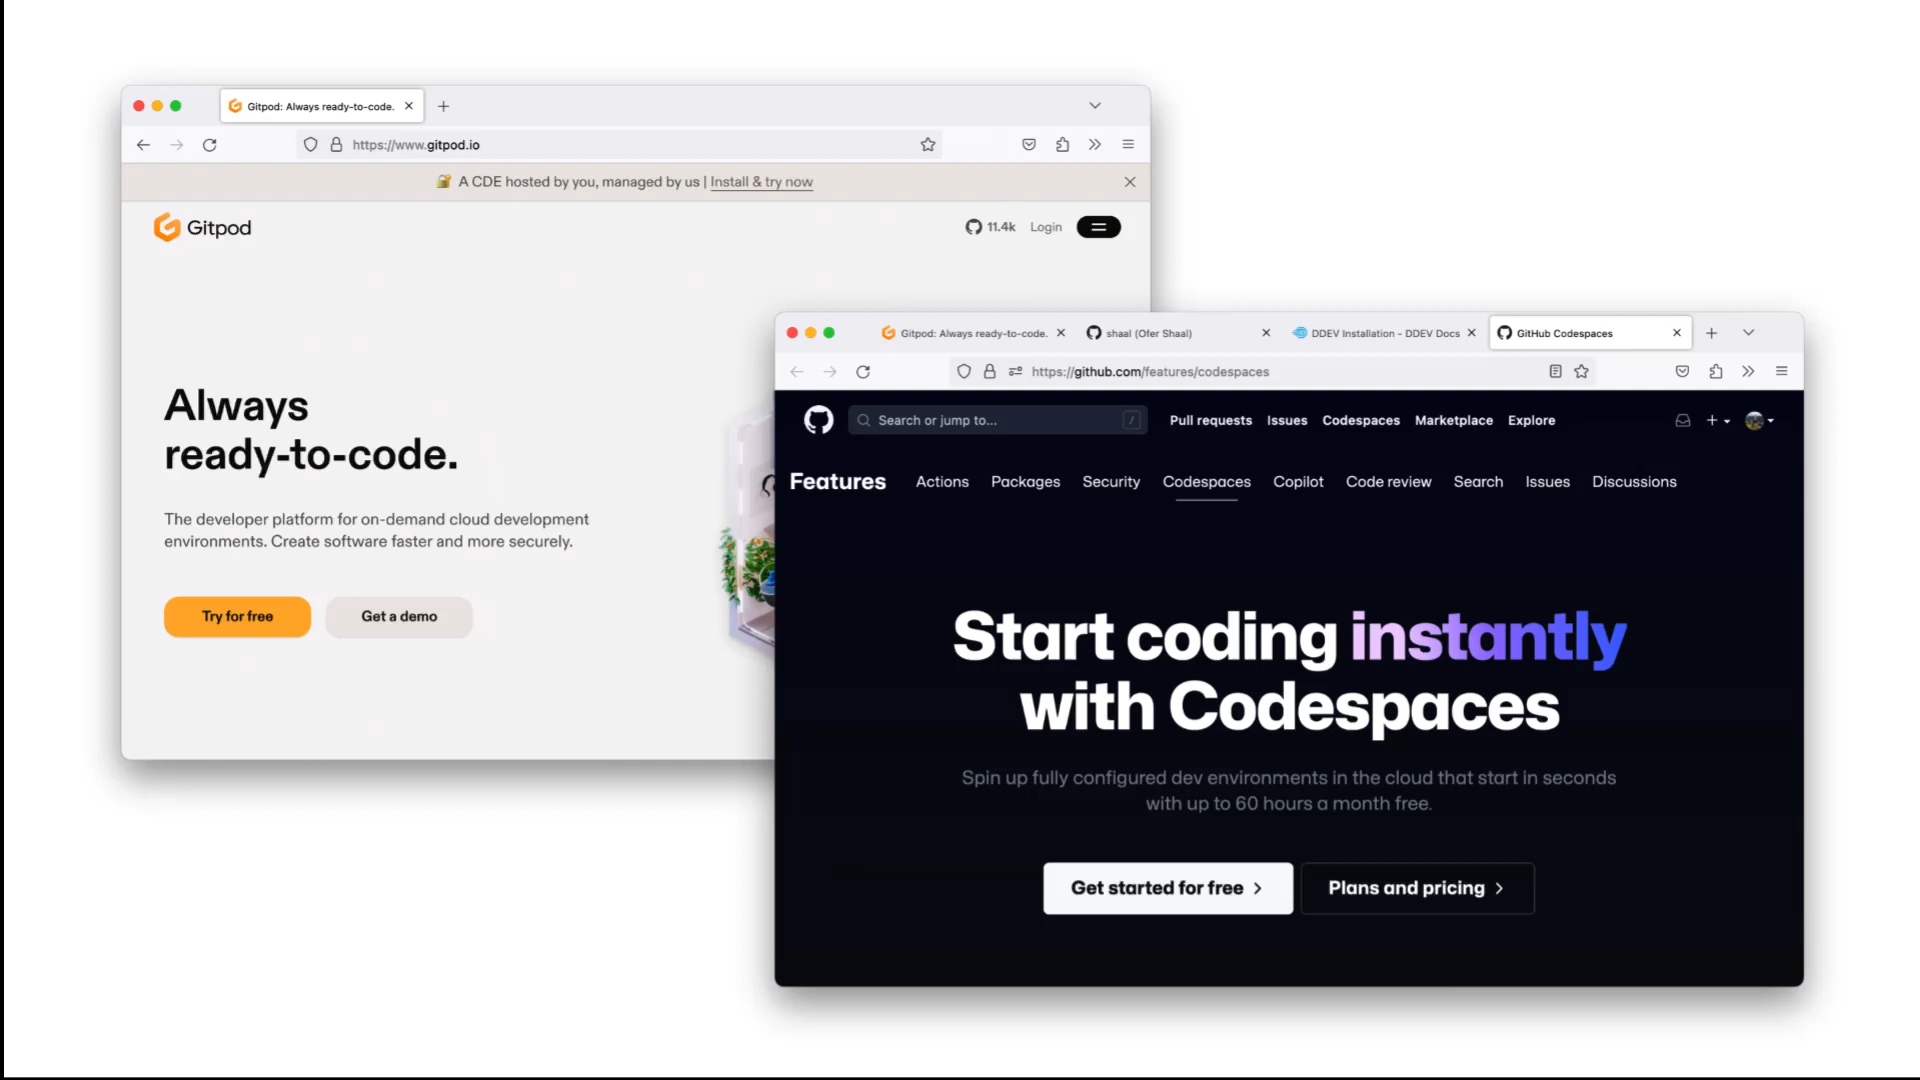 Gitpod: Always ready-to-code.
https://www.gitpod.io
A CDE hosted by you, managed by us | Install & try now
Gitpod
11.4k Login
Always
ready-to-code.
The developer platform for on-demand cloud development
environments. Create software faster and more securely.
Try for free Get a demo
Gitpod: Always ready-to-code. shaal (Ofer Shaal) DDEV Installation - DDEV Docs GitHub Codespaces
https://github.com/features/codespaces
Search or jump to... / Pull requests Issues Codespaces Marketplace Explore
Features Actions Packages Security Codespaces Copilot Code review Search Issues Discussions
Start coding instantly
with Codespaces
Spin up fully configured dev environments in the cloud that start in seconds
with up to 60 hours a month free.
Get started for free > Plans and pricing >